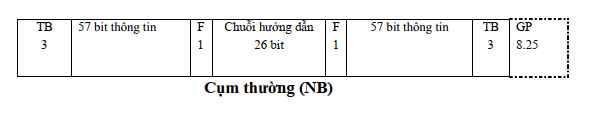 TB 57 bit thông tin F Chuỗi hướng dẫn F 57 bit thông tin TB GP
3 1 26 bit 1 3 8.25
Cụm thường (NB)